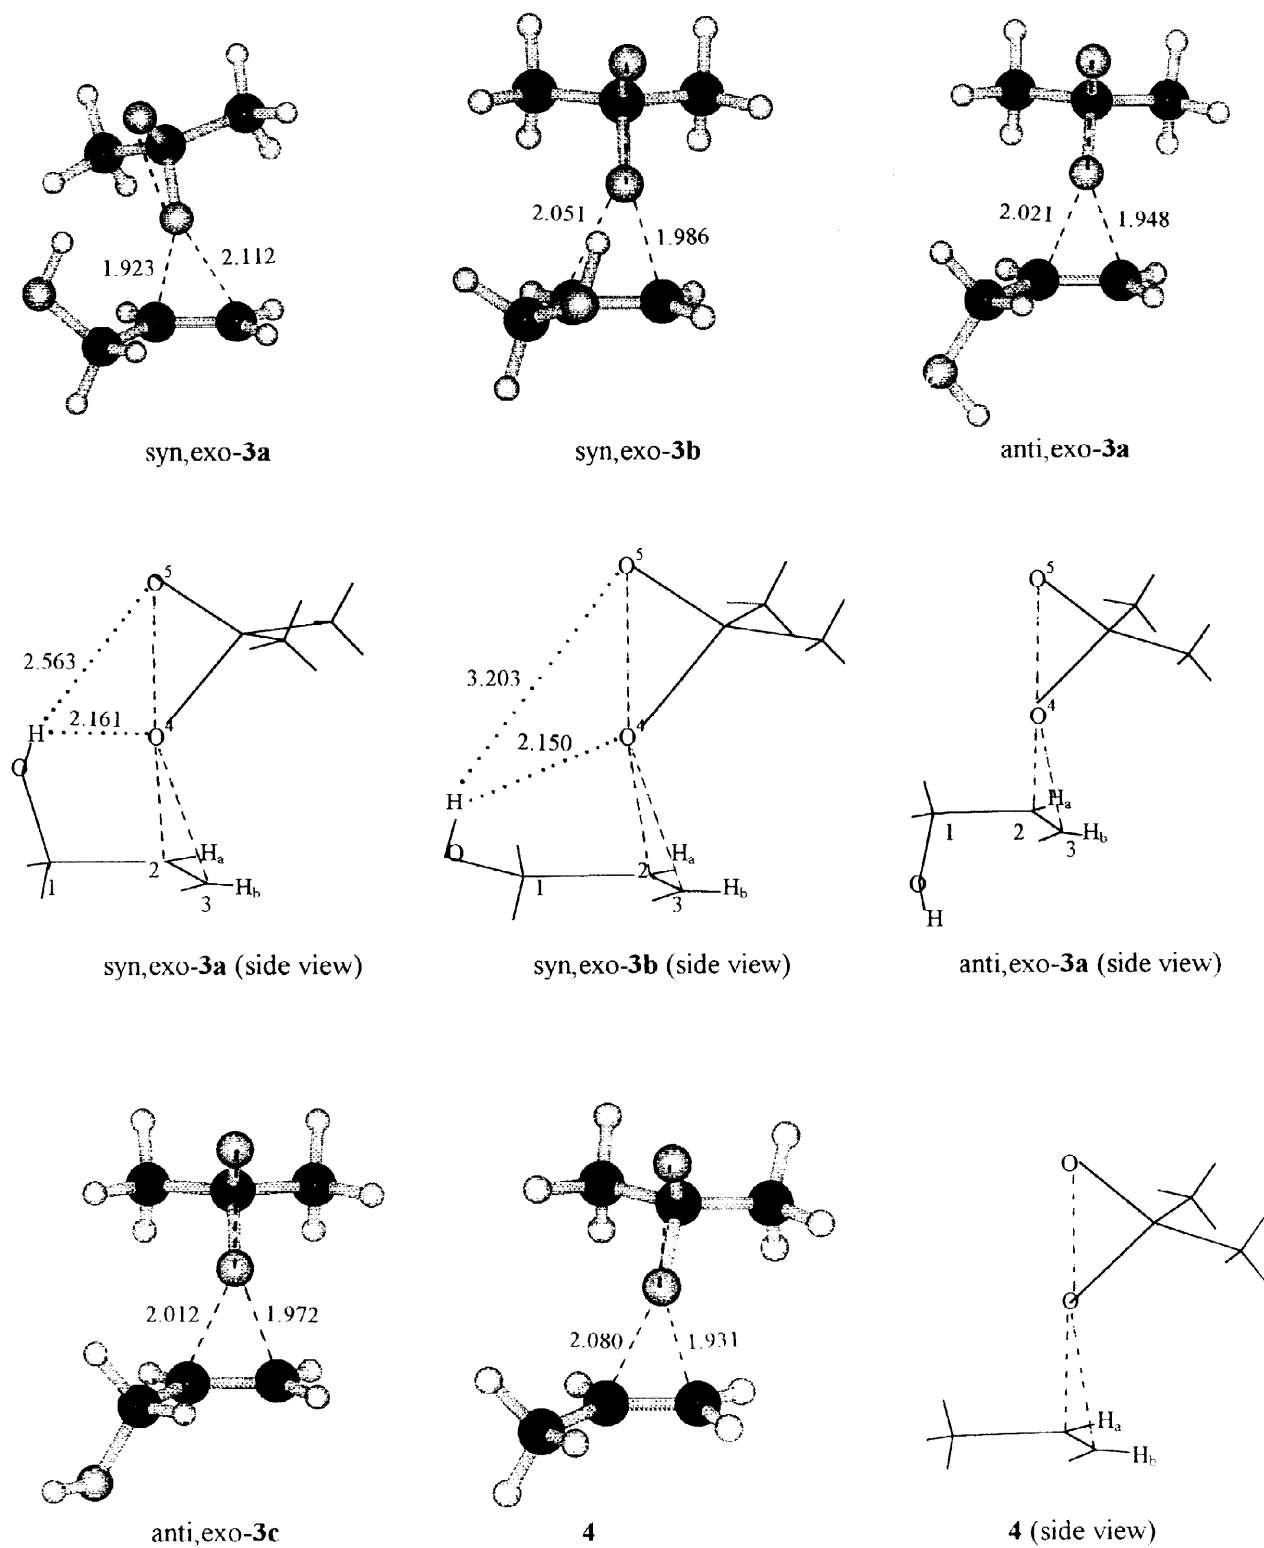 2.051
1.986
2.021
1.948
1.923
2.112
syn,exo-3a
syn,exo-3b
anti,exo-3a
O5
O5
O5
2.563
3.203
H
2.161
O4
2.150
O4
O4
O
H
Ha
1
2
3
Hb
O
Ha
2
1
3
Hb
Ha
1
2
3
Hb
O
H
syn,exo-3a (side view)
syn,exo-3b (side view)
anti,exo-3a (side view)
O
2.012
1.972
2.080
1.931
O
Ha
Hb
anti,exo-3c
4
4 (side view)